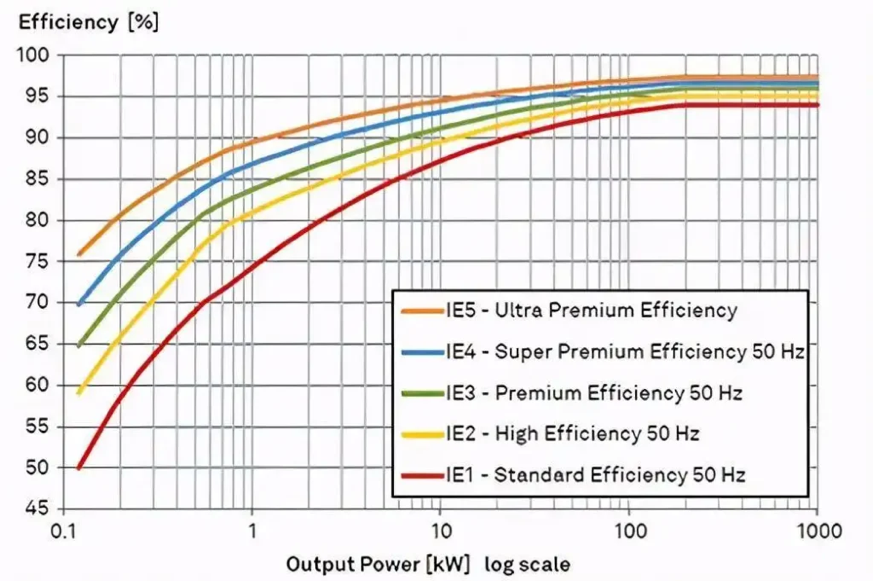 Efficiency [%]
100
95
90
85
80
75
70
65
60
55
50
45
IE5 - Ultra Premium Efficiency
IE4 - Super Premium Efficiency 50 Hz
IE3 - Premium Efficiency 50 Hz
IE2 - High Efficiency 50 Hz
IE1 - Standard Efficiency 50 Hz
0.1 1 10 100 1000
Output Power [kW] log scale